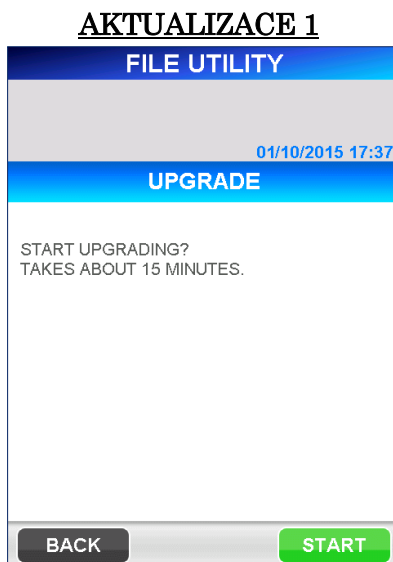 AKTUALIZACE 1
FILE UTILITY
01/10/2015 17:37
UPGRADE
START UPGRADING?
TAKES ABOUT 15 MINUTES.
BACK
START